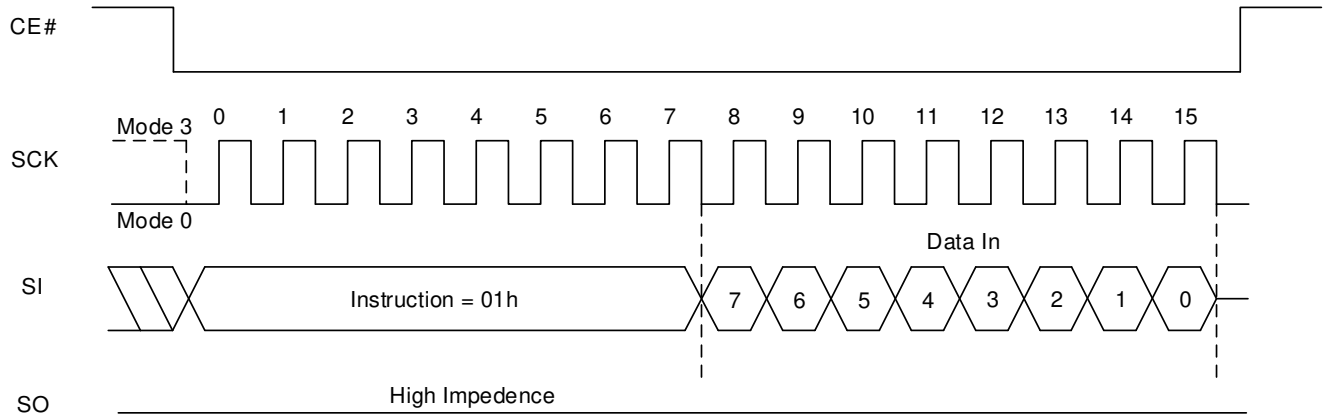 CE#
0 1 2 3 4 5 6 7 8 9 10 11 12 13 14 15
Mode 3
SCK
Mode 0
Data In
SI
Instruction = 01h
7 6 5 4 3 2 1 0
High Impedence
SO